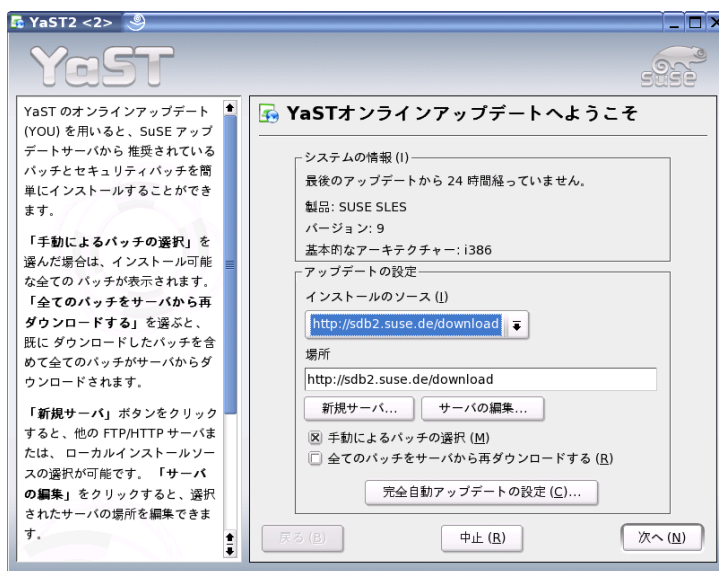 YaST2 <2>
YaST
SUSE
YaST のオンラインアップデート
(YOU) を用いると、SuSE アップ
デートサーバから 推奨されている
パッチとセキュリティパッチを簡
単にインストールすることができ
ます。
「手動によるパッチの選択」を
選んだ場合は、インストール可能
な全ての パッチが表示されます。
「全てのパッチをサーバから再
ダウンロードする」を選ぶと、
既に ダウンロードしたパッチを含
めて全てのパッチがサーバからダ
ウンロードされます。
「新規サーバ」ボタンをクリック
すると、他の FTP/HTTP サーバま
たは、 ローカルインストールソー
スの選択が可能です。 「サーバ
の編集」をクリックすると、選択
されたサーバの場所を編集できま
す。
YaSTオンラインアップデートへようこそ
システムの情報 (I)
最後のアップデートから 24 時間経っていません。
製品: SUSE SLES
バージョン: 9
基本的なアーキテクチャー: i386
アップデートの設定
インストールのソース (I)
http://sdb2.suse.de/download
場所
http://sdb2.suse.de/download
新規サーバ... サーバの編集...
手動によるパッチの選択 (M)
全てのパッチをサーバから再ダウンロードする (R)
完全自動アップデートの設定 (C)...
戻る (B) 中止 (R) 次へ (N)